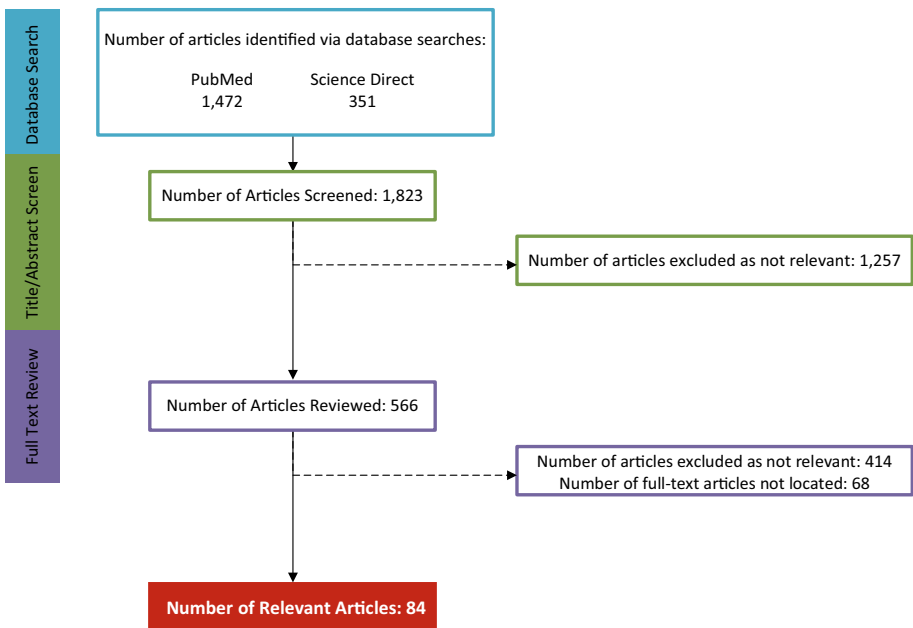 Database Search
Number of articles identified via database searches:
PubMed Science Direct
1,472 351
Title/Abstract Screen
Number of Articles Screened: 1,823
Number of articles excluded as not relevant: 1,257
Full Text Review
Number of Articles Reviewed: 566
Number of articles excluded as not relevant: 414
Number of full-text articles not located: 68
Number of Relevant Articles: 84